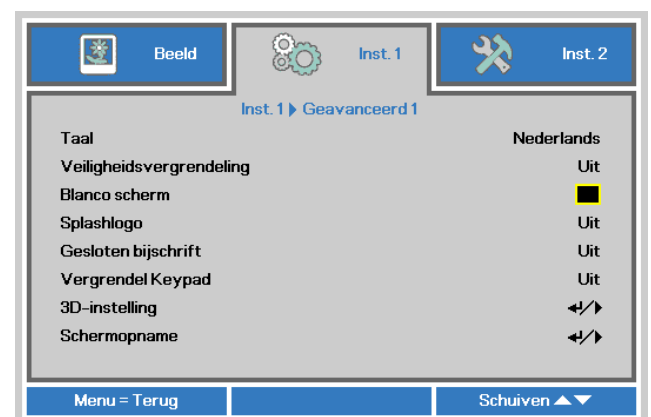 Beeld
Inst. 1
Inst. 2
Inst. 1 Geavanceerd 1
Taal Nederlands
Veiligheidsvergrendeling Uit
Blanco scherm
Splashlogo Uit
Gesloten bijschrift Uit
Vergrendel Keypad Uit
3D-instelling ↵/▶
Schermopname ↵/▶
Menu = Terug
Schuiven ▲▼